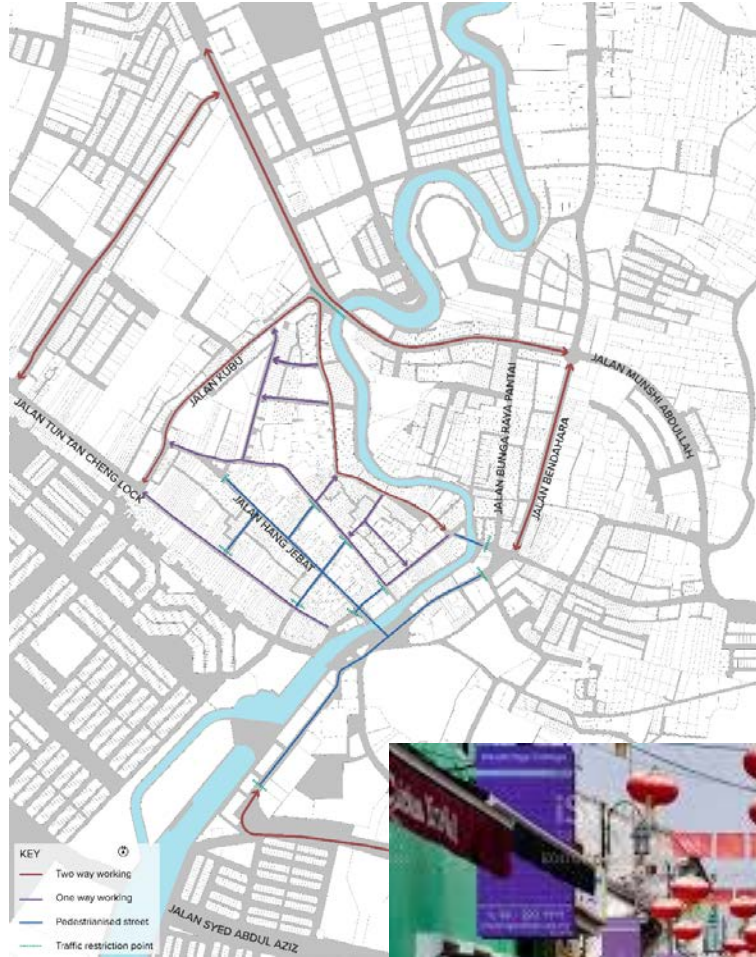 JALAN KUBU
JALAN TUN TAN CHENG LOCK
JALAN HANG JEBAT
JALAN BUNGA RAYA PANTAI
JALAN BENDAHARA
JALAN MUNSHI ABDULLAH
JALAN SYED ABDUL AZIZ
KEY
Two way working
One way working
Pedestrianised street
Traffic restriction point